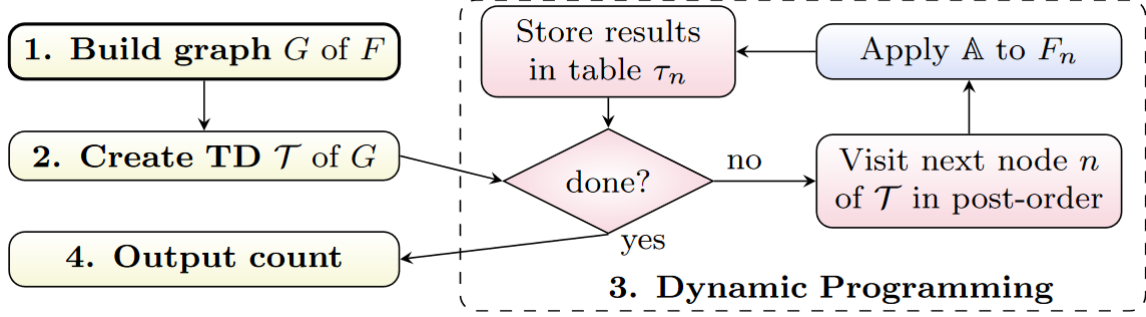 1. Build graph G of F
2. Create TD 𝒯 of G
4. Output count
Store results
in table τₙ
done?
no
yes
Apply 𝔸 to Fₙ
Visit next node n
of 𝒯 in post-order
3. Dynamic Programming